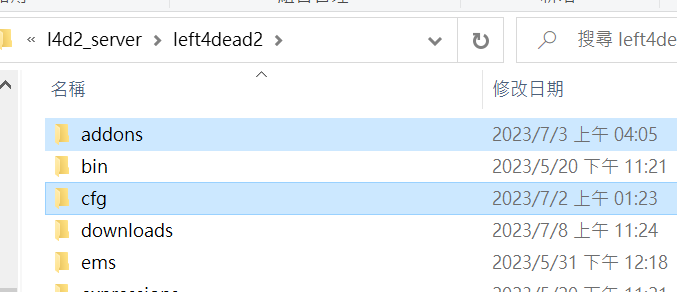 « l4d2_server > left4dead2 >
搜尋 left4de
名稱 修改日期
addons 2023/7/3 上午 04:05
bin 2023/5/20 下午 11:21
cfg 2023/7/2 上午 01:23
downloads 2023/7/8 上午 11:24
ems 2023/5/31 下午 12:18